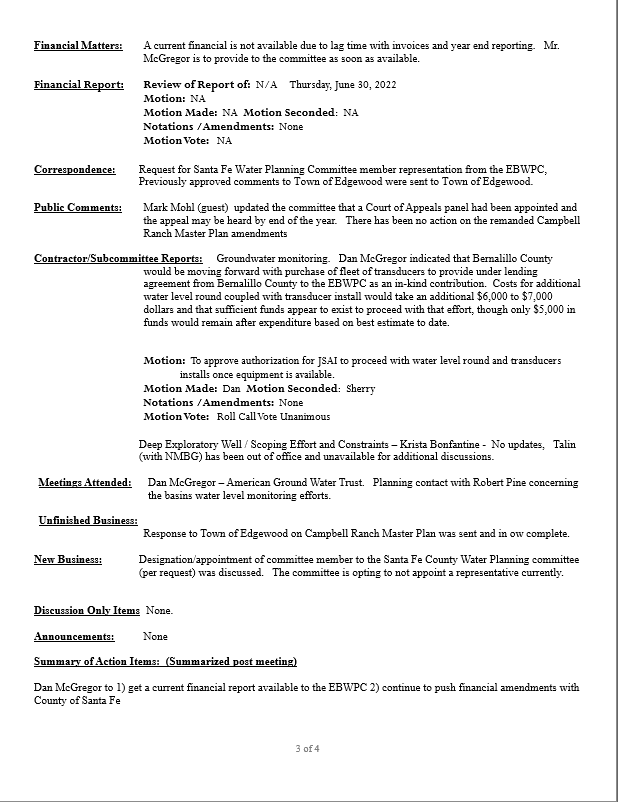 Financial Matters: A current financial is not available due to lag time with invoices and year end reporting. Mr.
McGregor is to provide to the committee as soon as available.
Financial Report: Review of Report of: N/A Thursday, June 30, 2022
Motion: NA
Motion Made: NA Motion Seconded: NA
Notations /Amendments: None
Motion Vote: NA
Correspondence: Request for Santa Fe Water Planning Committee member representation from the EBWPC,
Previously approved comments to Town of Edgewood were sent to Town of Edgewood.
Public Comments: Mark Mohl (guest) updated the committee that a Court of Appeals panel had been appointed and
the appeal may be heard by end of the year. There has been no action on the remanded Campbell
Ranch Master Plan amendments
Contractor/Subcommittee Reports: Groundwater monitoring. Dan McGregor indicated that Bernalillo County
would be moving forward with purchase of fleet of transducers to provide under lending
agreement from Bernalillo County to the EBWPC as an in-kind contribution. Costs for additional
water level round coupled with transducer install would take an additional $6,000 to $7,000
dollars and that sufficient funds appear to exist to proceed with that effort, though only $5,000 in
funds would remain after expenditure based on best estimate to date.
Motion: To approve authorization for JSAI to proceed with water level round and transducers
installs once equipment is available.
Motion Made: Dan Motion Seconded: Sherry
Notations /Amendments: None
Motion Vote: Roll Call Vote Unanimous
Deep Exploratory Well / Scoping Effort and Constraints – Krista Bonfantine - No updates, Talin
(with NMBG) has been out of office and unavailable for additional discussions.
Meetings Attended: Dan McGregor – American Ground Water Trust. Planning contact with Robert Pine concerning
the basins water level monitoring efforts.
Unfinished Business:
Response to Town of Edgewood on Campbell Ranch Master Plan was sent and in ow complete.
New Business: Designation/appointment of committee member to the Santa Fe County Water Planning committee
(per request) was discussed. The committee is opting to not appoint a representative currently.
Discussion Only Items None.
Announcements: None
Summary of Action Items: (Summarized post meeting)
Dan McGregor to 1) get a current financial report available to the EBWPC 2) continue to push financial amendments with
County of Santa Fe
3 of 4